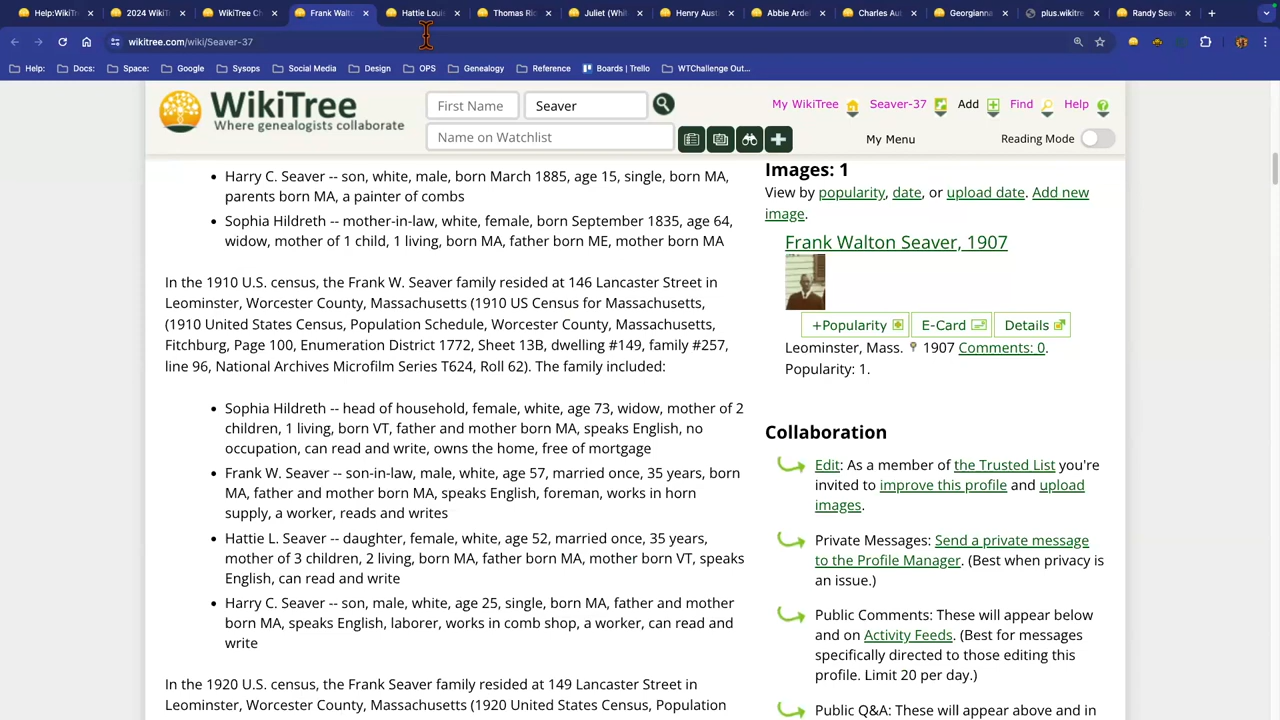 Help:WikiT
2024 WikiT
WikiTree Ch
Frank Walto
Hattie Loui
Thomas Ric
Juliet (Whi
Henry Aust
Abbie Arde
Charles Au
Georgianna
plus.wikitre
Randy Seav
wikitree.com/wiki/Seaver-37
Help:
Docs:
Space:
Google
Sysops
Social Media
Design
OPS
Genealogy
Reference
Boards | Trello
WTChallenge Out...
WikiTree
Where genealogists collaborate
First Name
Seaver
Name on Watchlist
My WikiTree
Seaver-37
Add
Find
Help
My Menu
Reading Mode
Harry C. Seaver -- son, white, male, born March 1885, age 15, single, born MA,
parents born MA, a painter of combs
Sophia Hildreth -- mother-in-law, white, female, born September 1835, age 64,
widow, mother of 1 child, 1 living, born MA, father born ME, mother born MA
In the 1910 U.S. census, the Frank W. Seaver family resided at 146 Lancaster Street in
Leominster, Worcester County, Massachusetts (1910 US Census for Massachusetts,
(1910 United States Census, Population Schedule, Worcester County, Massachusetts,
Fitchburg, Page 100, Enumeration District 1772, Sheet 13B, dwelling #149, family #257,
line 96, National Archives Microfilm Series T624, Roll 62). The family included:
Sophia Hildreth -- head of household, female, white, age 73, widow, mother of 2
children, 1 living, born VT, father and mother born MA, speaks English, no
occupation, can read and write, owns the home, free of mortgage
Frank W. Seaver -- son-in-law, male, white, age 57, married once, 35 years, born
MA, father and mother born MA, speaks English, foreman, works in horn
supply, a worker, reads and writes
Hattie L. Seaver -- daughter, female, white, age 52, married once, 35 years,
mother of 3 children, 2 living, born MA, father born MA, mother born VT, speaks
English, can read and write
Harry C. Seaver -- son, male, white, age 25, single, born MA, father and mother
born MA, speaks English, laborer, works in comb shop, a worker, can read and
write
In the 1920 U.S. census, the Frank Seaver family resided at 149 Lancaster Street in
Leominster, Worcester County, Massachusetts (1920 United States Census, Population
Images: 1
View by popularity, date, or upload date. Add new
image.
Frank Walton Seaver, 1907
+Popularity
E-Card
Details
Leominster, Mass. 1907 Comments: 0.
Popularity: 1.
Collaboration
Edit: As a member of the Trusted List you're
invited to improve this profile and upload
images.
Private Messages: Send a private message
to the Profile Manager. (Best when privacy is
an issue.)
Public Comments: These will appear below
and on Activity Feeds. (Best for messages
specifically directed to those editing this
profile. Limit 20 per day.)
Public Q&A: These will appear above and in